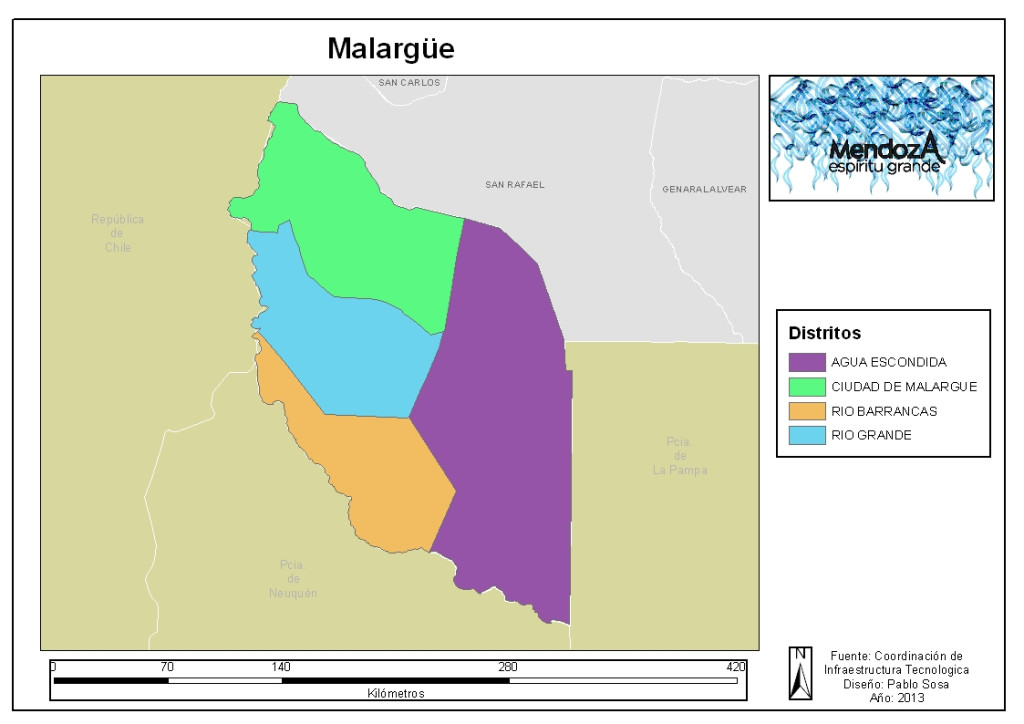 Malargüe
SAN CARLOS
SAN RAFAEL
GENARALALVEAR
República
de
Chile
Pcia.
de
La Pampa
Pcia
de
Neuquén
MendozA
espíritu grande
Distritos
AGUA ESCONDIDA
CIUDAD DE MALARGUE
RIO BARRANCAS
RIO GRANDE
0 70 140 280 420
Kilómetros
N
Fuente: Coordinación de
Infraestructura Tecnologica
Diseño: Pablo Sosa
Año: 2013